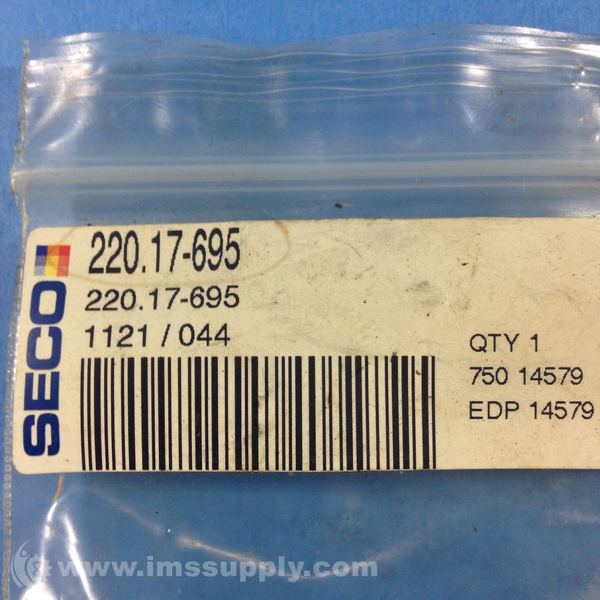 220.17-695
220.17-695
1121 / 044
SECO
QTY 1
750 14579
EDP 14579
www.imssupply.com